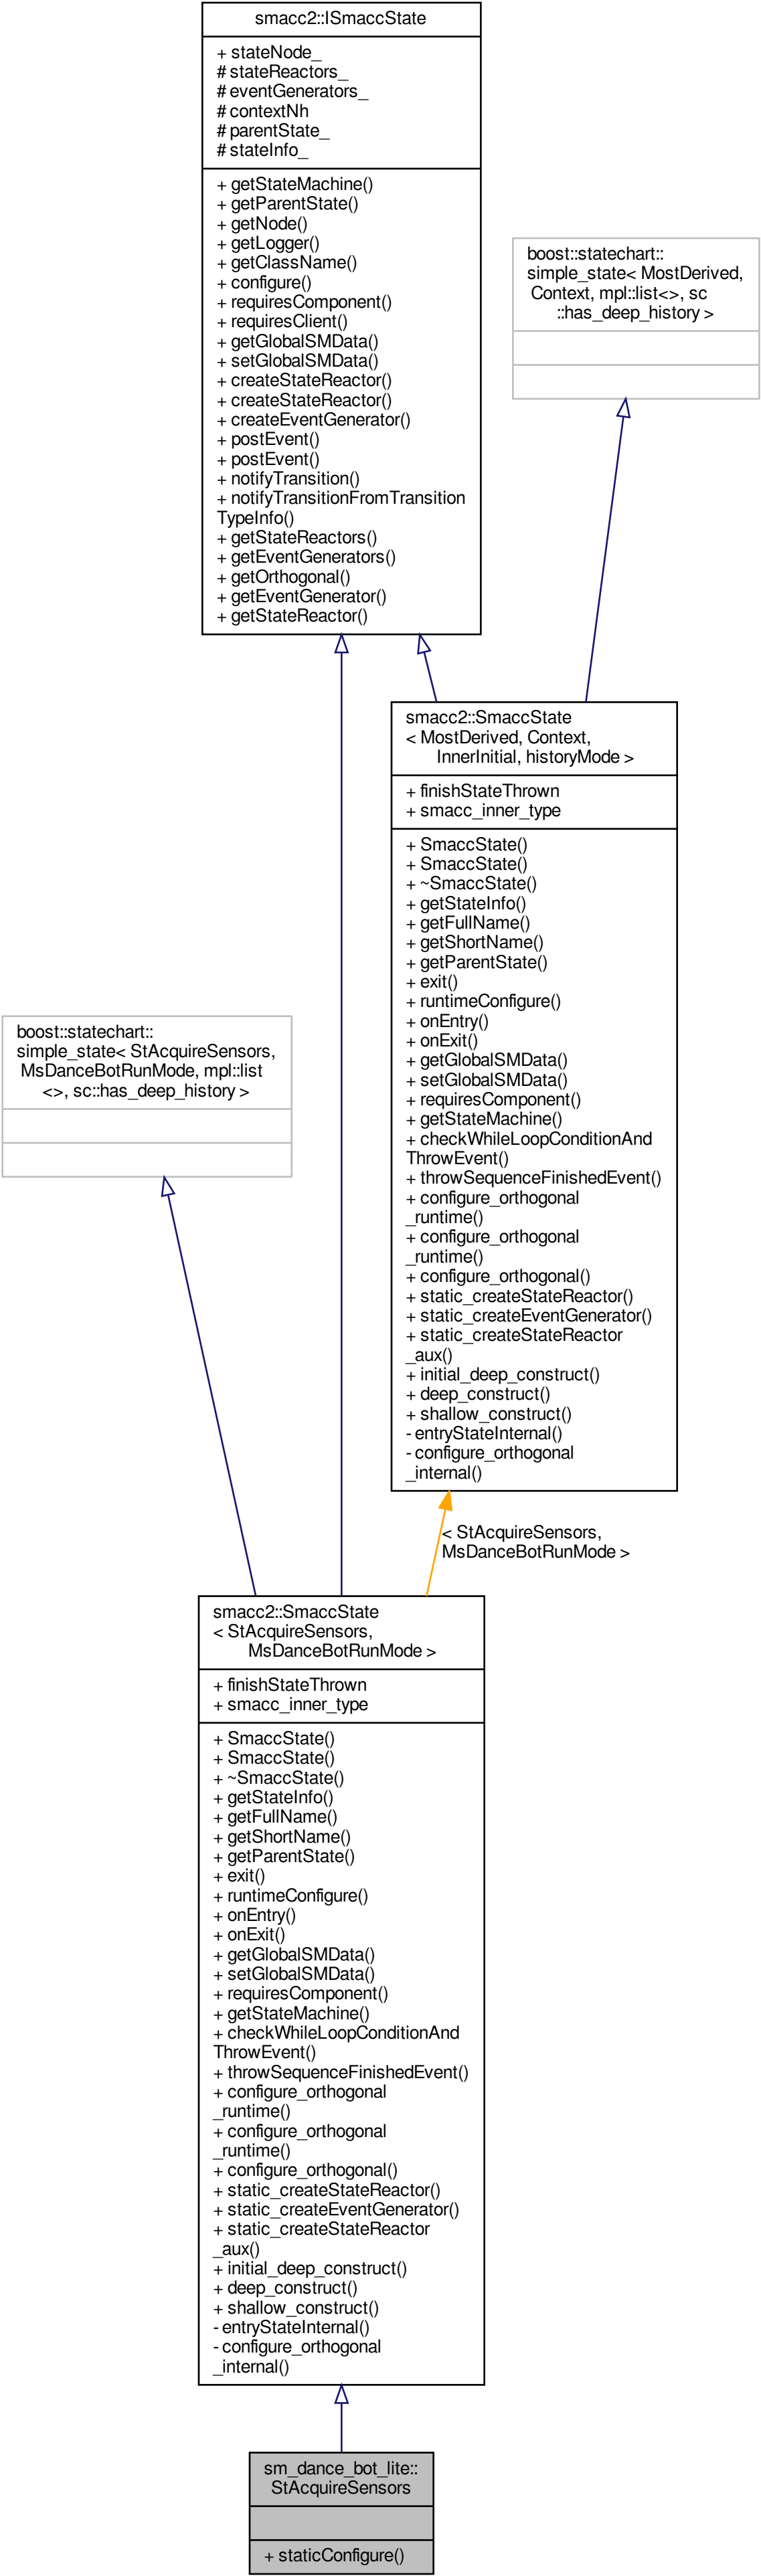 smacc2::ISmaccState
+ stateNode_
# stateReactors_
# eventGenerators_
# contextNh
# parentState_
# stateInfo_
+ getStateMachine()
+ getParentState()
+ getNode()
+ getLogger()
+ getClassName()
+ configure()
+ requiresComponent()
+ requiresClient()
+ getGlobalSMData()
+ setGlobalSMData()
+ createStateReactor()
+ createStateReactor()
+ createEventGenerator()
+ postEvent()
+ postEvent()
+ notifyTransition()
+ notifyTransitionFromTransition
TypeInfo()
+ getStateReactors()
+ getEventGenerators()
+ getOrthogonal()
+ getEventGenerator()
+ getStateReactor()
boost::statechart::
simple_state< MostDerived,
Context, mpl::list<>, sc
::has_deep_history >
smacc2::SmaccState
< MostDerived, Context,
InnerInitial, historyMode >
+ finishStateThrown
+ smacc_inner_type
+ SmaccState()
+ SmaccState()
+ ~SmaccState()
+ getStateInfo()
+ getFullName()
+ getShortName()
+ getParentState()
+ exit()
+ runtimeConfigure()
+ onEntry()
+ onExit()
+ getGlobalSMData()
+ setGlobalSMData()
+ requiresComponent()
+ getStateMachine()
+ checkWhileLoopConditionAnd
ThrowEvent()
+ throwSequenceFinishedEvent()
+ configure_orthogonal
_runtime()
+ configure_orthogonal
_runtime()
+ configure_orthogonal()
+ static_createStateReactor()
+ static_createEventGenerator()
+ static_createStateReactor
_aux()
+ initial_deep_construct()
+ deep_construct()
+ shallow_construct()
- entryStateInternal()
- configure_orthogonal
_internal()
boost::statechart::
simple_state< StAcquireSensors,
MsDanceBotRunMode, mpl::list
<>, sc::has_deep_history >
< StAcquireSensors,
MsDanceBotRunMode >
smacc2::SmaccState
< StAcquireSensors,
MsDanceBotRunMode >
+ finishStateThrown
+ smacc_inner_type
+ SmaccState()
+ SmaccState()
+ ~SmaccState()
+ getStateInfo()
+ getFullName()
+ getShortName()
+ getParentState()
+ exit()
+ runtimeConfigure()
+ onEntry()
+ onExit()
+ getGlobalSMData()
+ setGlobalSMData()
+ requiresComponent()
+ getStateMachine()
+ checkWhileLoopConditionAnd
ThrowEvent()
+ throwSequenceFinishedEvent()
+ configure_orthogonal
_runtime()
+ configure_orthogonal
_runtime()
+ configure_orthogonal()
+ static_createStateReactor()
+ static_createEventGenerator()
+ static_createStateReactor
_aux()
+ initial_deep_construct()
+ deep_construct()
+ shallow_construct()
- entryStateInternal()
- configure_orthogonal
_internal()
sm_dance_bot_lite::
StAcquireSensors
+ staticConfigure()